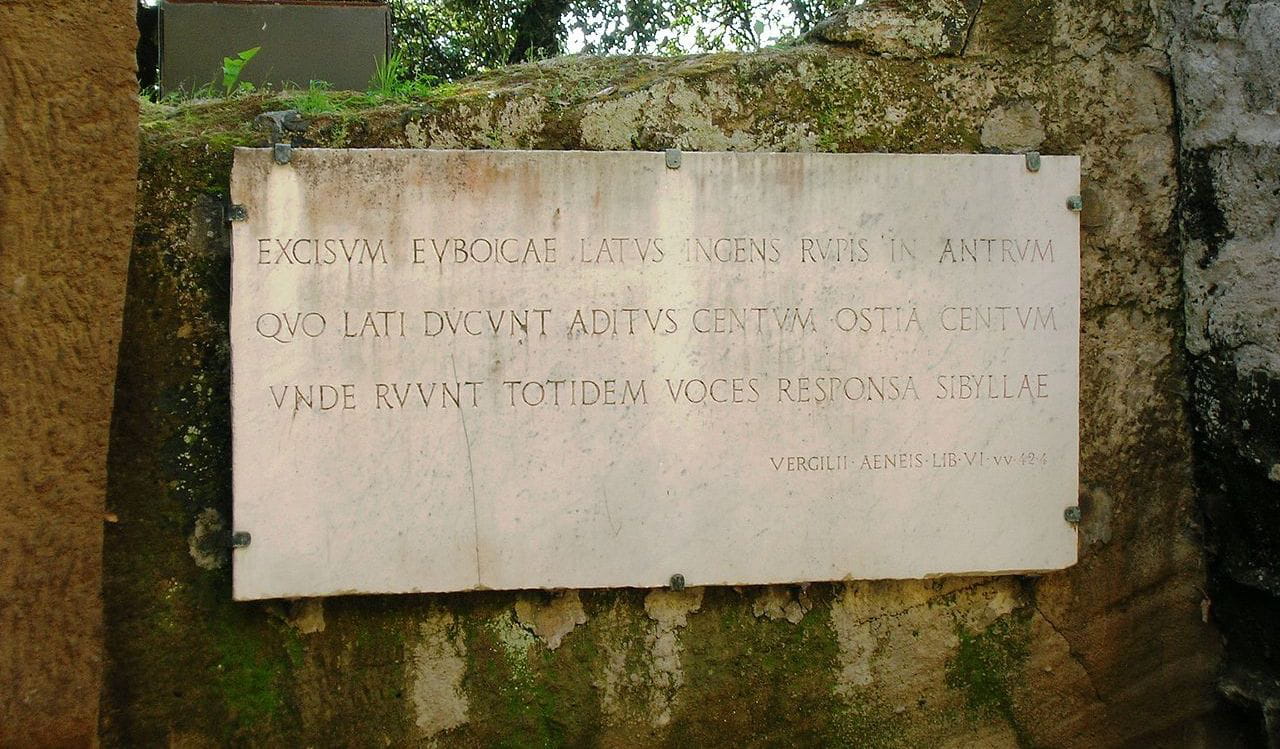 EXCISVM EVBOICAE LATVS INGENS RVPIS IN ANTRVM
QVO LATI DVCVNT ADITVS CENTVM OSTIA CENTVM
VNDE RVVNT TOTIDEM VOCES RESPONSA SIBYLLAE
VERGILII · AENEIS · LIB · VI · vv · 42-4